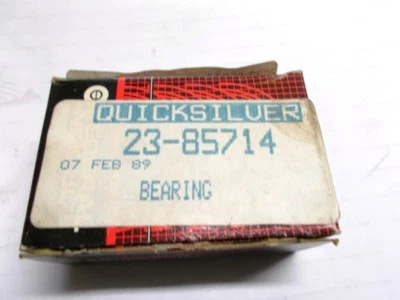 QUICKSILVER
23-85714
07 FEB 89
BEARING